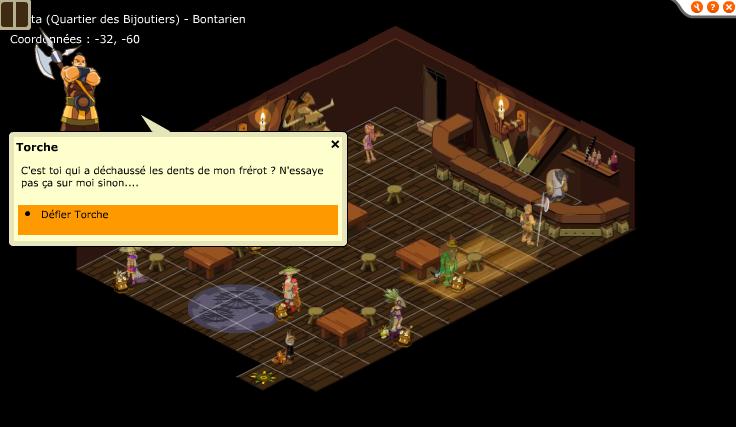 ta (Quartier des Bijoutiers) - Bontarien
Coordonnées : -32, -60
Torche
C'est toi qui a déchaussé les dents de mon frérot ? N'essaye
pas ça sur moi sinon....
Défier Torche